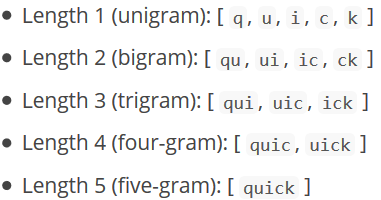 • Length 1 (unigram): [ q, u, i, c, k ]
• Length 2 (bigram): [ qu, ui, ic, ck ]
• Length 3 (trigram): [ qui, uic, ick ]
• Length 4 (four-gram): [ quic, uick ]
• Length 5 (five-gram): [ quick ]